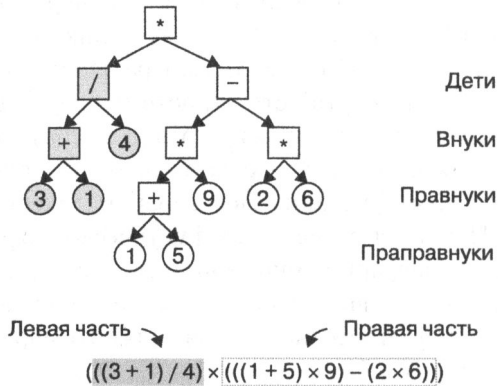 *
/ − Дети
+ 4 * * Внуки
3 1 + 9 2 6 Правнуки
1 5 Праправнуки
Левая часть Правая часть
(((3 + 1) / 4) × (((1 + 5) × 9) − (2 × 6)))